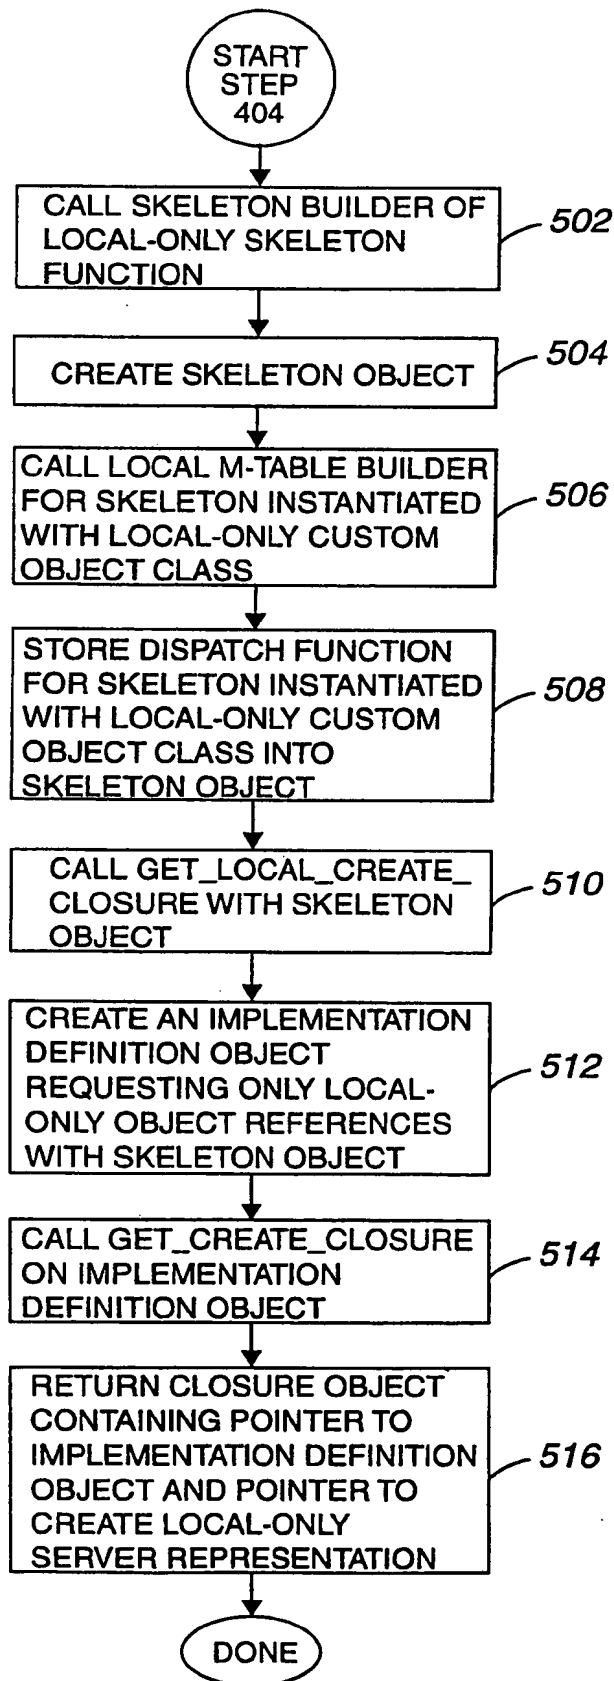 START
STEP
404
CALL SKELETON BUILDER OF
LOCAL-ONLY SKELETON
FUNCTION
502
CREATE SKELETON OBJECT
504
CALL LOCAL M-TABLE BUILDER
FOR SKELETON INSTANTIATED
WITH LOCAL-ONLY CUSTOM
OBJECT CLASS
506
STORE DISPATCH FUNCTION
FOR SKELETON INSTANTIATED
WITH LOCAL-ONLY CUSTOM
OBJECT CLASS INTO
SKELETON OBJECT
508
CALL GET_LOCAL_CREATE_
CLOSURE WITH SKELETON
OBJECT
510
CREATE AN IMPLEMENTATION
DEFINITION OBJECT
REQUESTING ONLY LOCAL-
ONLY OBJECT REFERENCES
WITH SKELETON OBJECT
512
CALL GET_CREATE_CLOSURE
ON IMPLEMENTATION
DEFINITION OBJECT
514
RETURN CLOSURE OBJECT
CONTAINING POINTER TO
IMPLEMENTATION DEFINITION
OBJECT AND POINTER TO
CREATE LOCAL-ONLY
SERVER REPRESENTATION
516
DONE